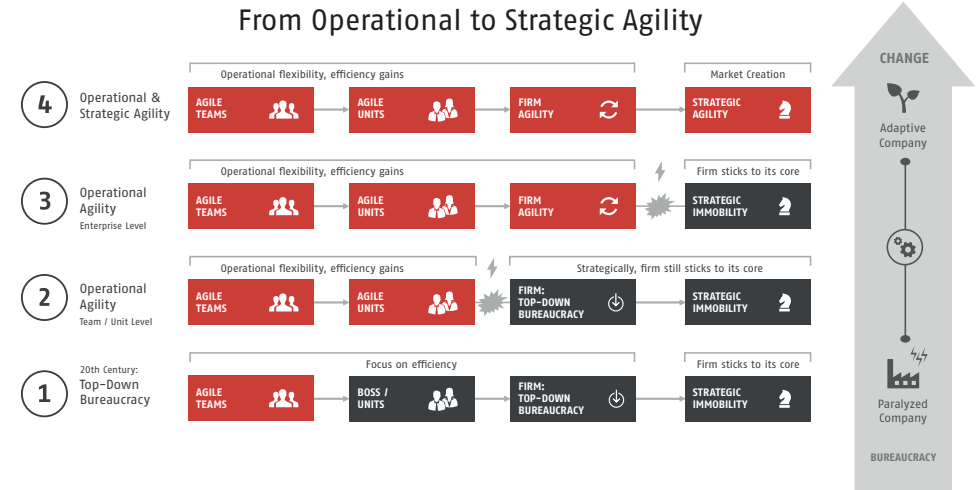 From Operational to Strategic Agility
CHANGE
Adaptive
Company
Paralyzed
Company
BUREAUCRACY
4
Operational &
Strategic Agility
Operational flexibility, efficiency gains
Market Creation
AGILE
TEAMS
AGILE
UNITS
FIRM
AGILITY
STRATEGIC
AGILITY
3
Operational
Agility
Enterprise Level
Operational flexibility, efficiency gains
Firm sticks to its core
AGILE
TEAMS
AGILE
UNITS
FIRM
AGILITY
STRATEGIC
IMMOBILITY
2
Operational
Agility
Team / Unit Level
Operational flexibility, efficiency gains
Strategically, firm still sticks to its core
AGILE
TEAMS
AGILE
UNITS
FIRM:
TOP-DOWN
BUREAUCRACY
STRATEGIC
IMMOBILITY
1
20th Century:
Top-Down
Bureaucracy
Focus on efficiency
Firm sticks to its core
AGILE
TEAMS
BOSS /
UNITS
FIRM:
TOP-DOWN
BUREAUCRACY
STRATEGIC
IMMOBILITY